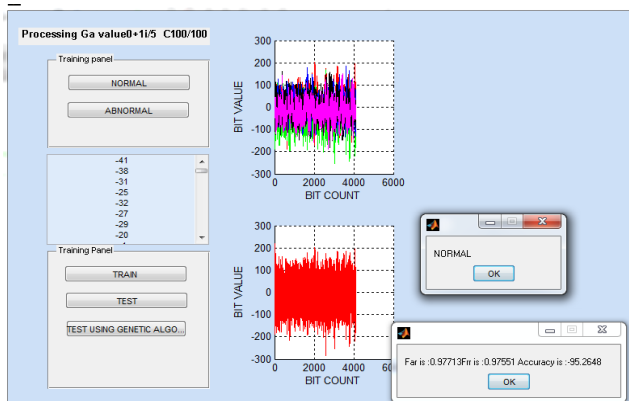 Processing Ga value0+1i/5 C100/100
Training panel
NORMAL
ABNORMAL
-41
-38
-31
-25
-32
-27
-29
-20
Training Panel
TRAIN
TEST
TEST USING GENETIC ALGO...
300
200
100
0
-100
-200
-300
BIT VALUE
0 2000 4000 6000
BIT COUNT
300
200
100
0
-100
-200
-300
BIT VALUE
0 2000 4000 60
BIT COUNT
NORMAL
OK
Far is :0.97713Frr is :0.97551 Accuracy is :-95.2648
OK